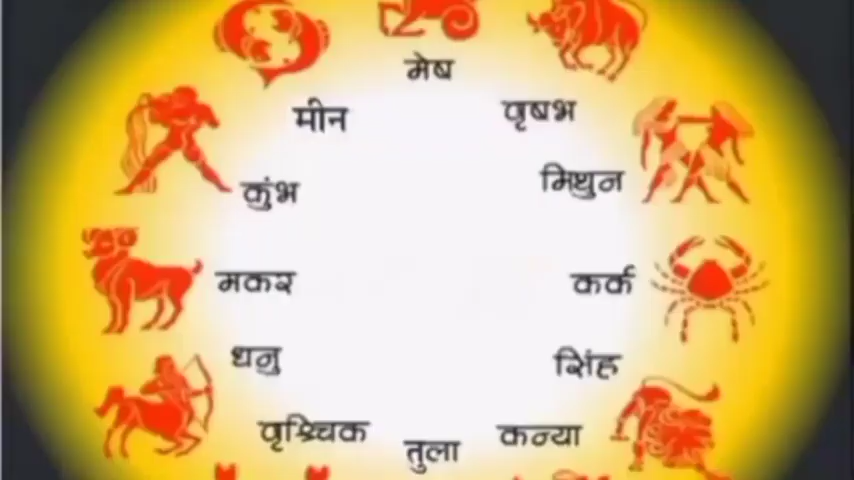 मेष
मीन
वृषभ
कुंभ
मिथुन
मकर
कर्क
धनु
सिंह
वृश्चिक
तुला
कन्या